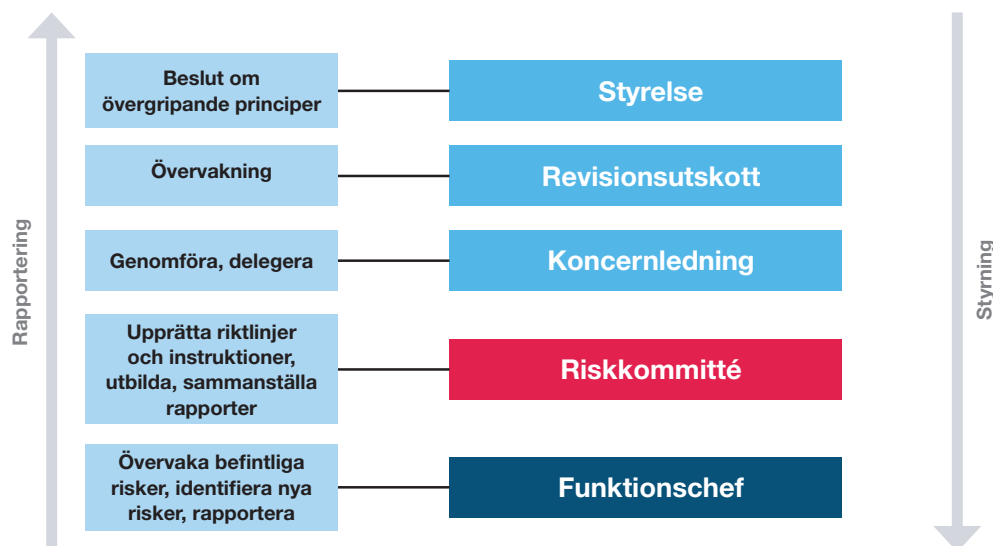 Beslut om
övergripande principer
Styrelse
Övervakning
Revisionsutskott
Genomföra, delegera
Koncernledning
Upprätta riktlinjer
och instruktioner,
utbilda, sammanställa
rapporter
Riskkommitté
Övervaka befintliga
risker, identifiera nya
risker, rapportera
Funktionschef
Rapportering
Styrning